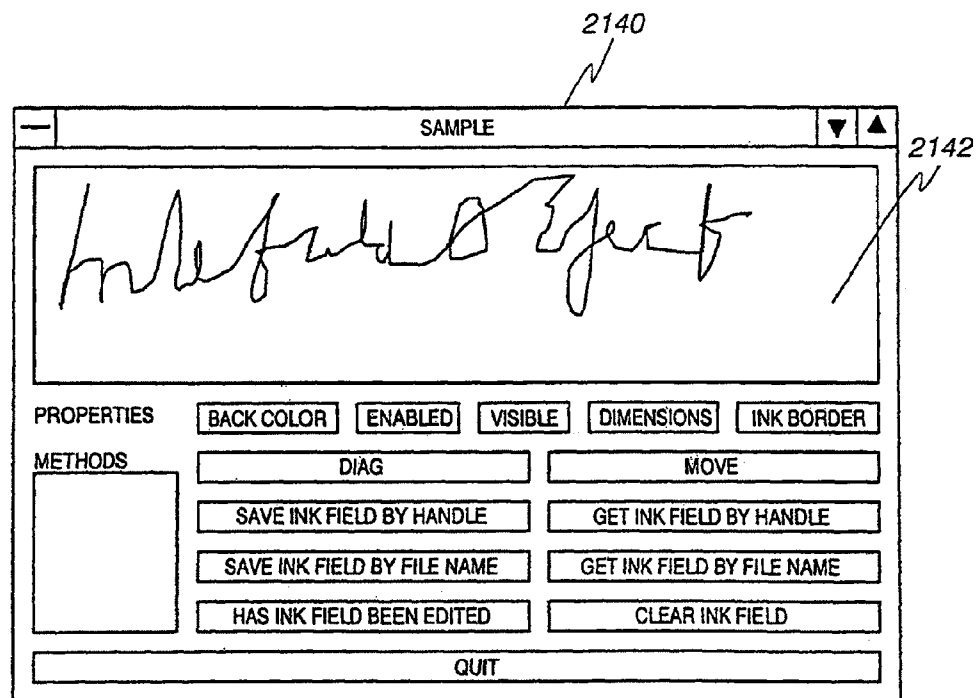 2140
SAMPLE
2142
PROPERTIES BACK COLOR ENABLED VISIBLE DIMENSIONS INK BORDER
METHODS DIAG MOVE
SAVE INK FIELD BY HANDLE GET INK FIELD BY HANDLE
SAVE INK FIELD BY FILE NAME GET INK FIELD BY FILE NAME
HAS INK FIELD BEEN EDITED CLEAR INK FIELD
QUIT